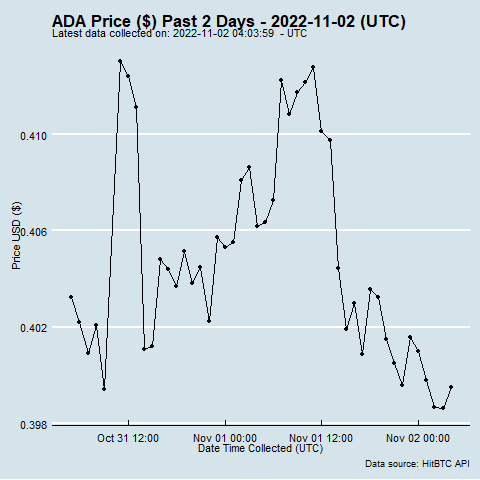 ADA Price ($) Past 2 Days - 2022-11-02 (UTC)
Latest data collected on: 2022-11-02 04:03:59 - UTC
0.410
0.406
0.402
0.398
Price USD ($)
Oct 31 12:00 Nov 01 00:00 Nov 01 12:00 Nov 02 00:00
Date Time Collected (UTC)
Data source: HitBTC API